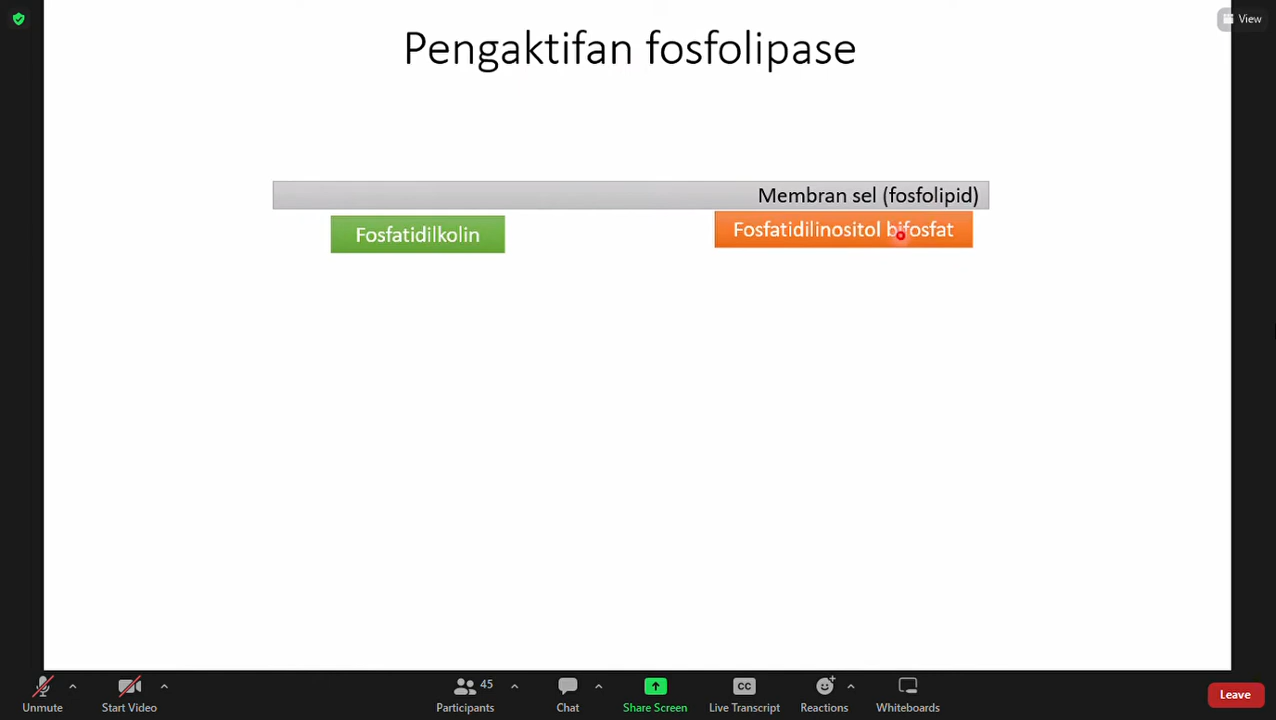 View
Pengaktifan fosfolipase
Membran sel (fosfolipid)
Fosfatidilkolin
Fosfatidilinositol bifosfat
45
Unmute
Start Video
Participants
Chat
Share Screen
CC
Live Transcript
Reactions
Whiteboards
Leave